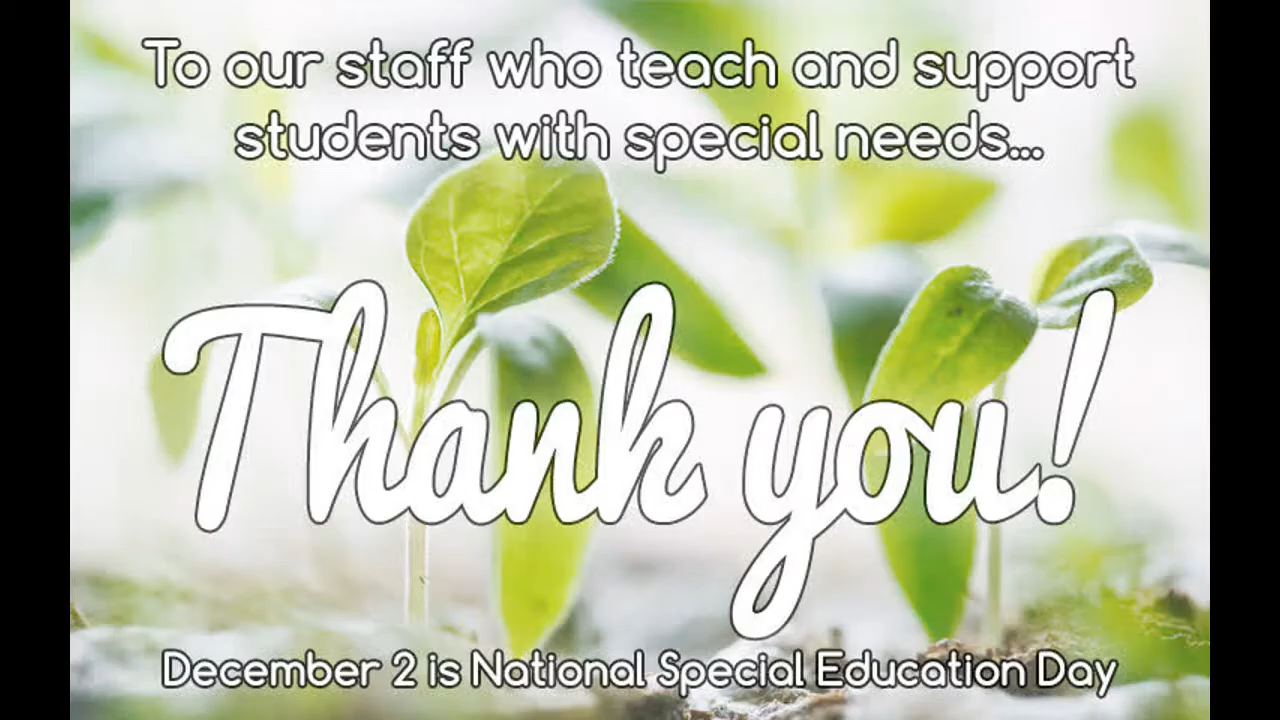 To our staff who teach and support
students with special needs...
Thank you!
December 2 is National Special Education Day